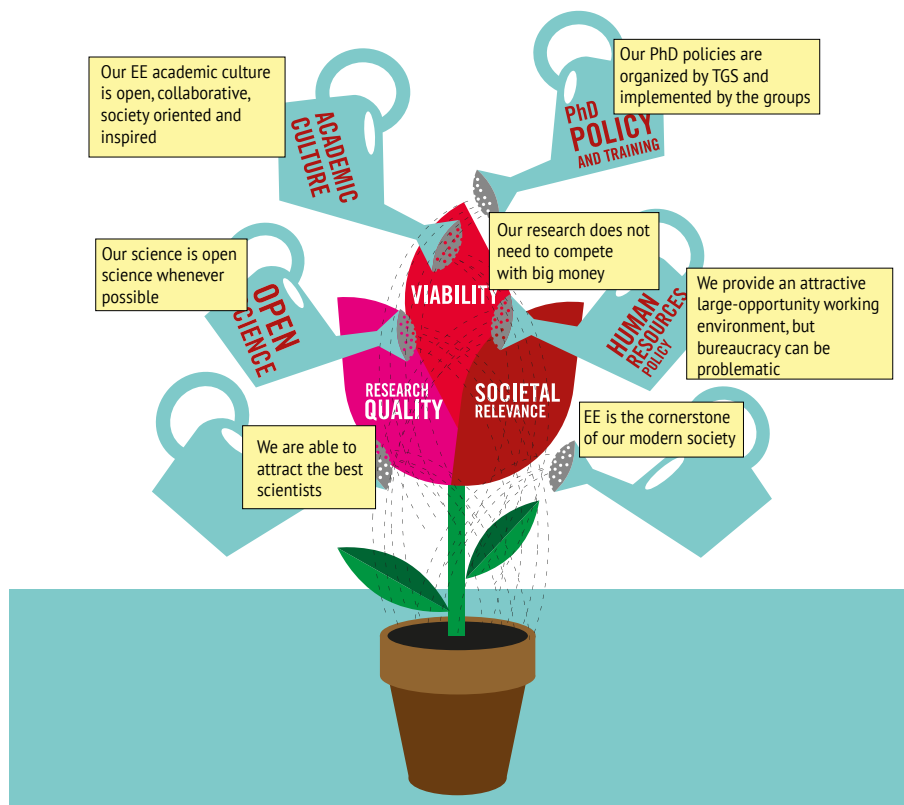 Our EE academic culture
is open, collaborative,
society oriented and
inspired
ACADEMIC
CULTURE
Our PhD policies are
organized by TGS and
implemented by the groups
PhD
POLICY
AND TRAINING
Our science is open
science whenever
possible
OPEN
CIENCE
Our research does not
need to compete
with big money
VIABILITY
HUMAN
RESOURCES
POLICY
We provide an attractive
large-opportunity working
environment, but
bureaucracy can be
problematic
RESEARCH
QUALITY
SOCIETAL
RELEVANCE
We are able to
attract the best
scientists
EE is the cornerstone
of our modern society